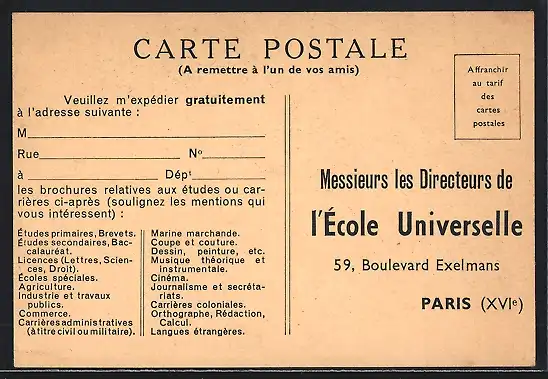 CARTE POSTALE
(A remettre à l'un de vos amis)
Veuillez m'expédier gratuitement
à l'adresse suivante :
M
Rue Nº
à Dépᵗ
les brochures relatives aux études ou car-
rières ci-après (soulignez les mentions qui
vous intéressent) :
Études primaires, Brevets.
Études secondaires, Bac-
calauréat.
Licences (Lettres, Scien-
ces, Droit).
Écoles spéciales.
Agriculture.
Industrie et travaux
publics.
Commerce.
Carrières administratives
(à titre civil ou militaire).
Marine marchande.
Coupe et couture.
Dessin, peinture, etc.
Musique théorique et
instrumentale.
Cinéma.
Journalisme et secréta-
riats.
Carrières coloniales.
Orthographe, Rédaction,
Calcul.
Langues étrangères.
Affranchir
au tarif
des
cartes
postales
Messieurs les Directeurs de
l'École Universelle
59, Boulevard Exelmans
PARIS (XVIᵉ)